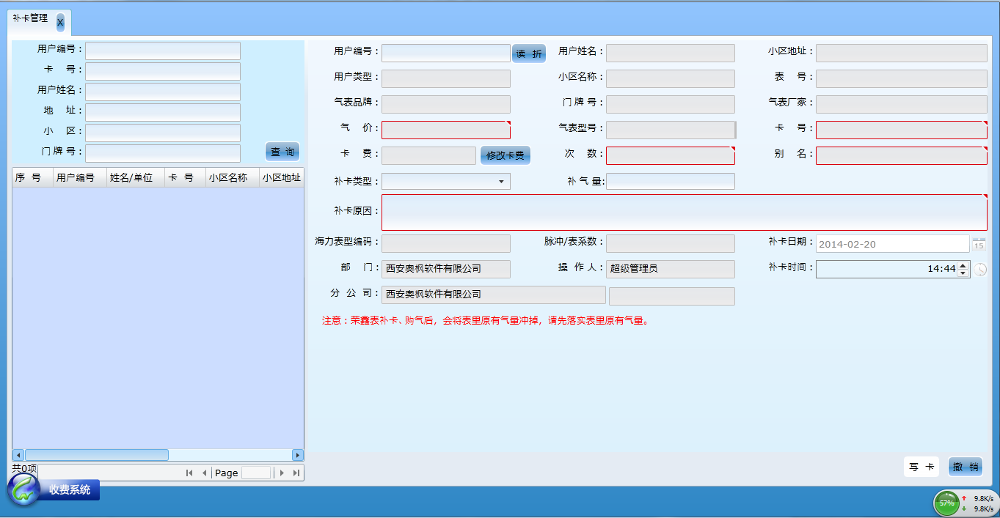 补卡管理 X
用户编号：
卡 号：
用户姓名：
地 址：
小 区：
门 牌 号：
查 询
序 号 用户编号 姓名/单位 卡 号 小区名称 小区地址
共0项
Page
用户编号： 读 折 用户姓名： 小区地址：
用户类型： 小区名称： 表 号：
气表品牌： 门 牌 号： 气表厂家：
气 价： 气表型号： 卡 号：
卡 费： 修改卡费 次 数： 别 名：
补卡类型： 补 气 量:
补卡原因：
海力表型编码： 脉冲/表系数： 补卡日期： 2014-02-20 15
部 门： 西安奥枫软件有限公司 操 作 人： 超级管理员 补卡时间： 14:44
分 公 司： 西安奥枫软件有限公司
注意：荣鑫表补卡、购气后，会将表里原有气量冲掉，请先落实表里原有气量。
写 卡 撤 销
收费系统
57% 9.8K/s
9.8K/s